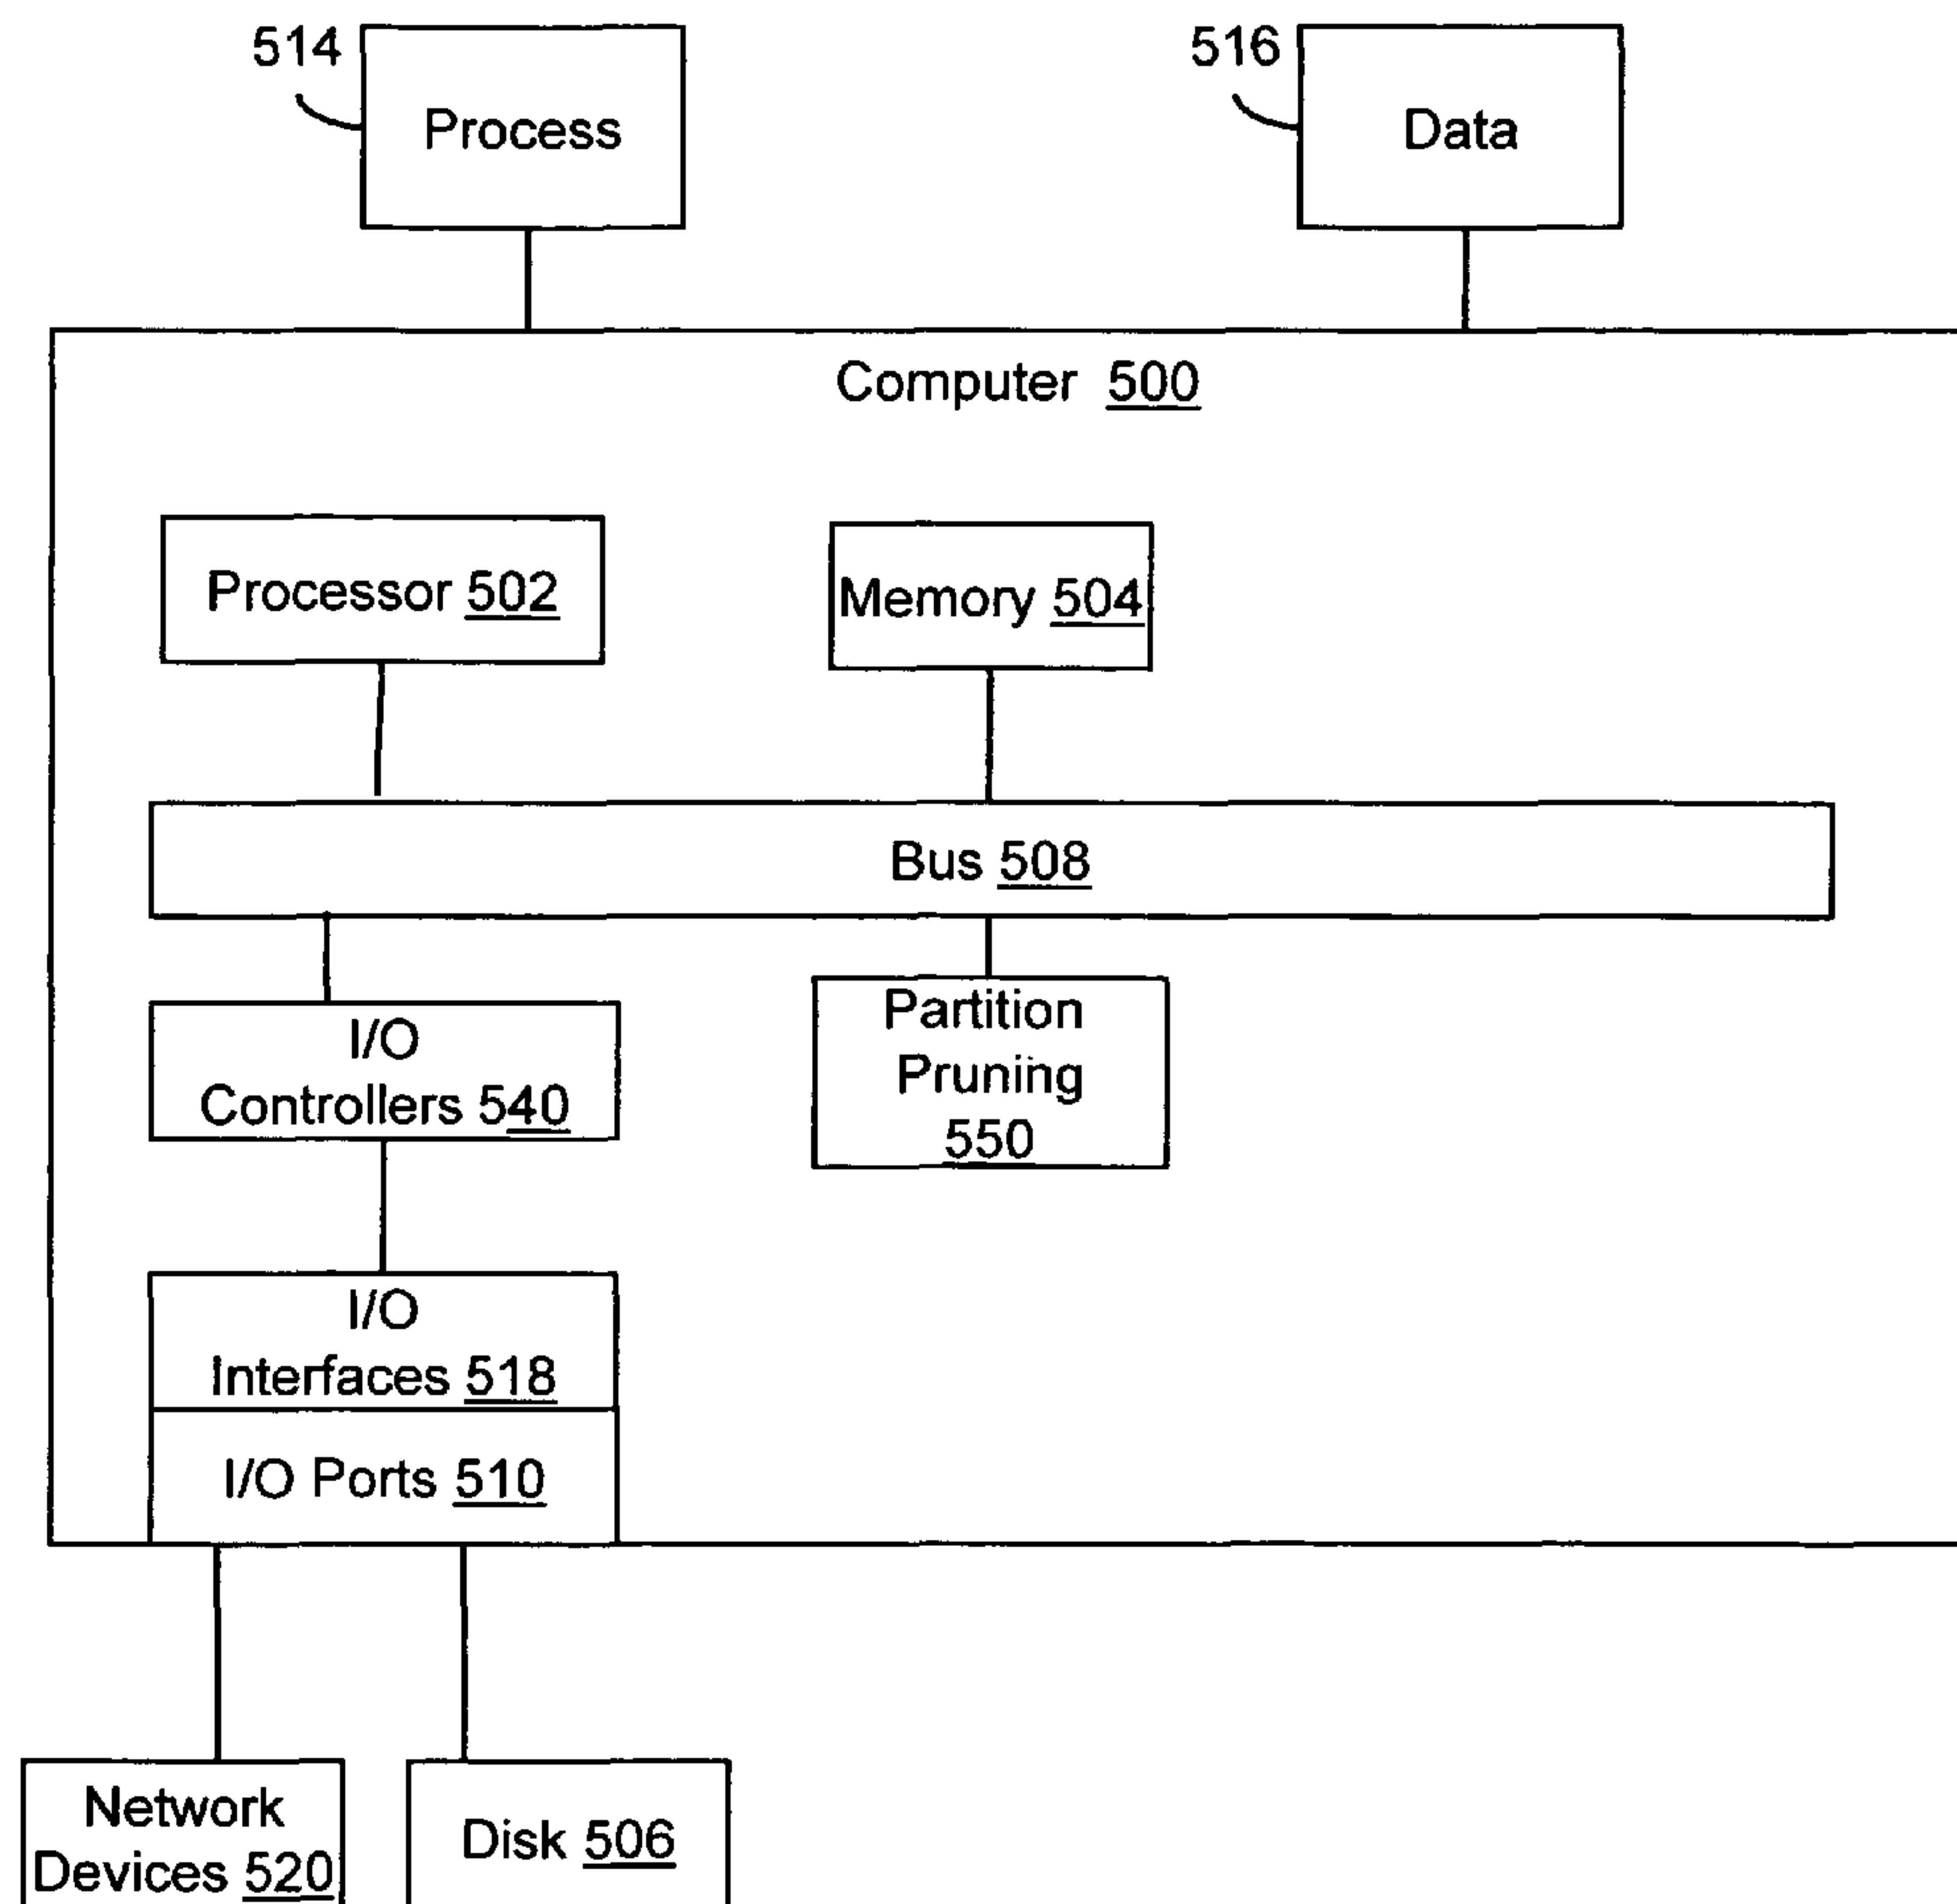 514
Process
516
Data
Computer 500
Processor 502
Memory 504
Bus 508
I/O
Controllers 540
Partition
Pruning
550
I/O
Interfaces 518
I/O Ports 510
Network
Devices 520
Disk 506